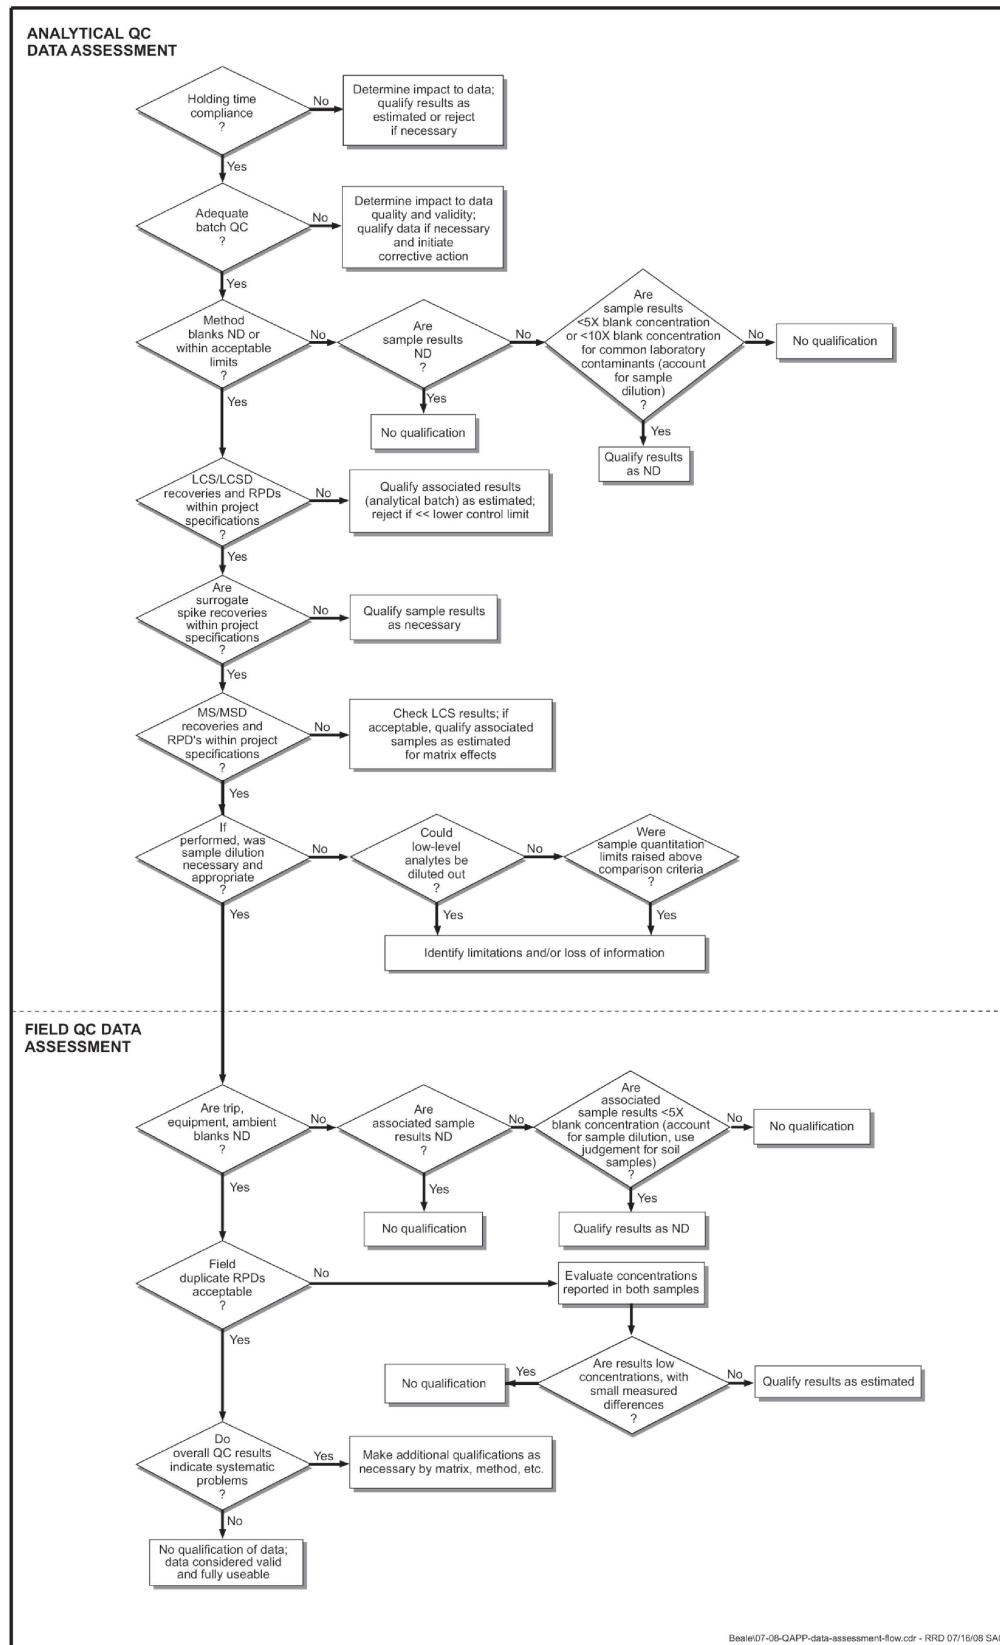 ANALYTICAL QC
DATA ASSESSMENT
Holding time
compliance
?
No
Determine impact to data;
qualify results as
estimated or reject
if necessary
Yes
Adequate
batch QC
?
No
Determine impact to data
quality and validity;
qualify data if necessary
and initiate
corrective action
Yes
Method
blanks ND or
within acceptable
limits
?
No
Are
sample results
ND
?
No
Are
sample results
<5X blank concentration
or <10X blank concentration
for common laboratory
contaminants (account
for sample
dilution)
?
No
No qualification
Yes
No qualification
Yes
Qualify results
as ND
Yes
LCS/LCSD
recoveries and RPDs
within project
specifications
?
No
Qualify associated results
(analytical batch) as estimated;
reject if << lower control limit
Yes
Are
surrogate
spike recoveries
within project
specifications
?
No
Qualify sample results
as necessary
Yes
MS/MSD
recoveries and
RPD's within project
specifications
?
No
Check LCS results; if
acceptable, qualify associated
samples as estimated
for matrix effects
Yes
If
performed, was
sample dilution
necessary and
appropriate
?
No
Could
low-level
analytes be
diluted out
?
No
Were
sample quantitation
limits raised above
comparison criteria
?
Yes
Yes
Yes
Identify limitations and/or loss of information
FIELD QC DATA
ASSESSMENT
Are trip,
equipment, ambient
blanks ND
?
No
Are
associated sample
results ND
?
No
Are
associated
sample results <5X
blank concentration (account
for sample dilution, use
judgement for soil
samples)
?
No
No qualification
Yes
Yes
No qualification
Yes
Qualify results as ND
Field
duplicate RPDs
acceptable
?
No
Evaluate concentrations
reported in both samples
Yes
Are results low
concentrations, with
small measured
differences
?
Yes
No qualification
No
Qualify results as estimated
Do
overall QC results
indicate systematic
problems
?
Yes
Make additional qualifications as
necessary by matrix, method, etc.
No
No qualification of data;
data considered valid
and fully useable
Beale\07-08-QAPP-data-assessment-flow.cdr - RRD 07/16/08 SAC